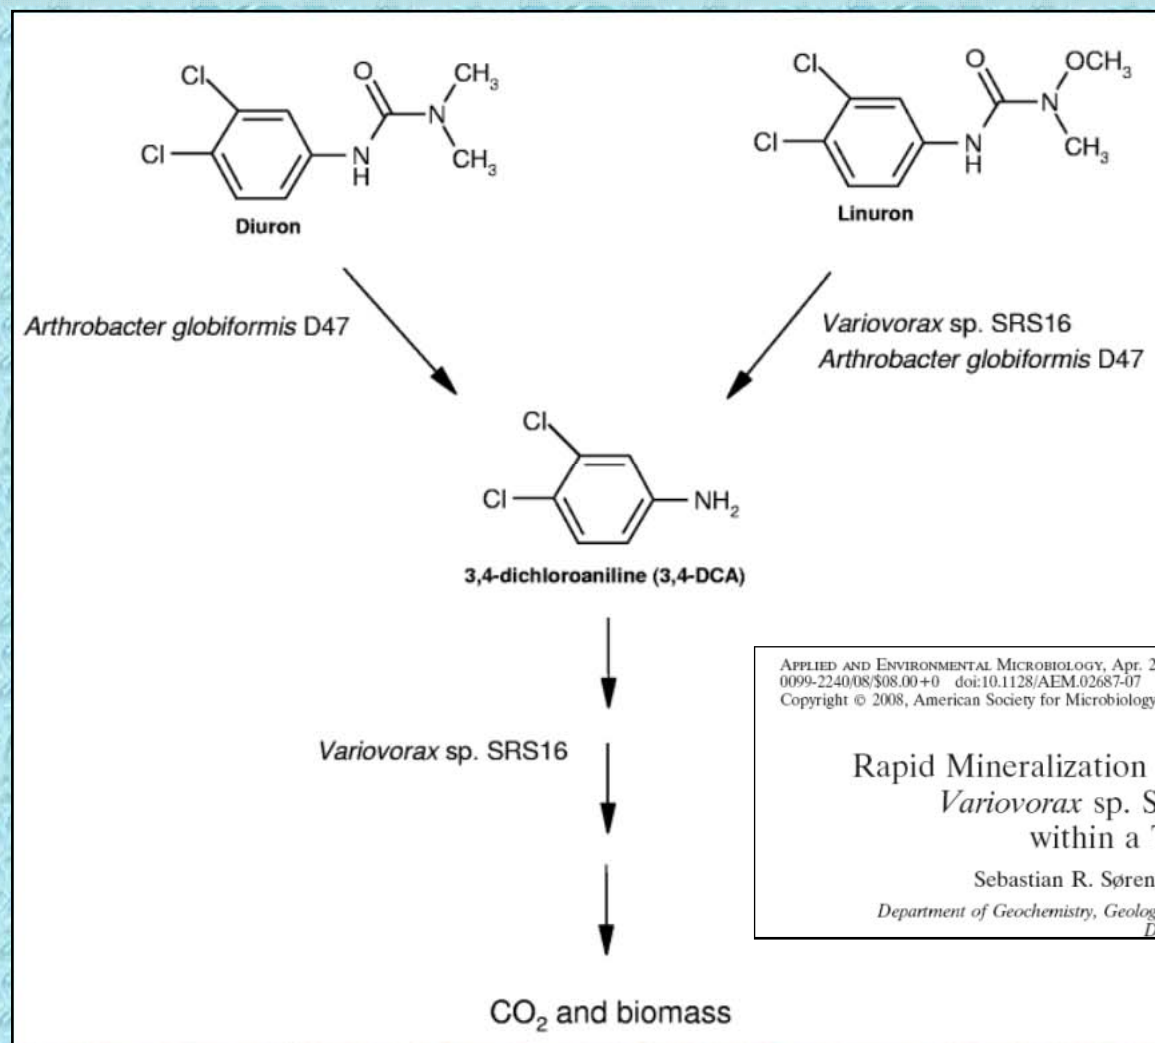 Cl
O
CH3
Cl
N
H
N
CH3
Diuron
Cl
O
OCH3
Cl
N
H
N
CH3
Linuron
Arthrobacter globiformis D47
Variovorax sp. SRS16
Arthrobacter globiformis D47
Cl
Cl
NH2
3,4-dichloroaniline (3,4-DCA)
Variovorax sp. SRS16
CO2 and biomass
APPLIED AND ENVIRONMENTAL MICROBIOLOGY, Apr. 2
0099-2240/08/$08.00+0 doi:10.1128/AEM.02687-07
Copyright © 2008, American Society for Microbiology
Rapid Mineralization
Variovorax sp. S
within a
Sebastian R. Søren
Department of Geochemistry, Geolog
D